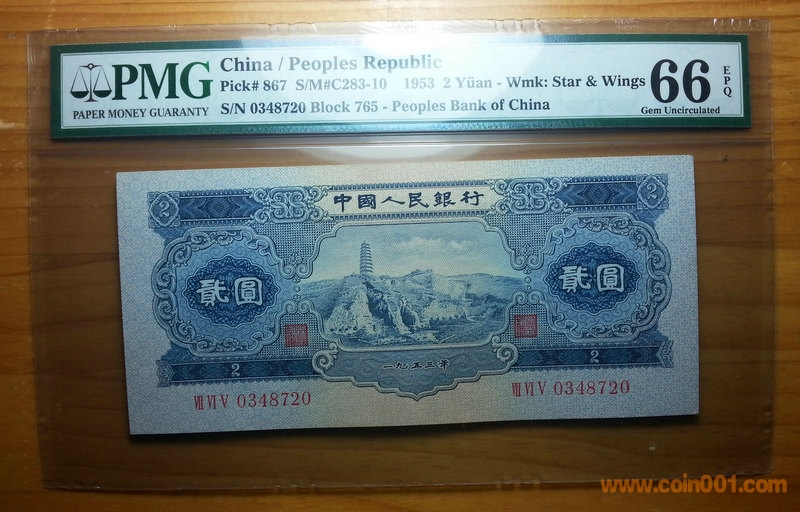 PMG
PAPER MONEY GUARANTY
China / Peoples Republic
Pick# 867 S/M#C283-10 1953 2 Yüan - Wmk: Star & Wings
S/N 0348720 Block 765 - Peoples Bank of China
66 EPQ
Gem Uncirculated
中國人民銀行
2 2
貳圓 貳圓
一九五三年
2 2
Ⅶ Ⅵ Ⅴ 0348720 Ⅶ Ⅵ Ⅴ 0348720
www.coin001.com